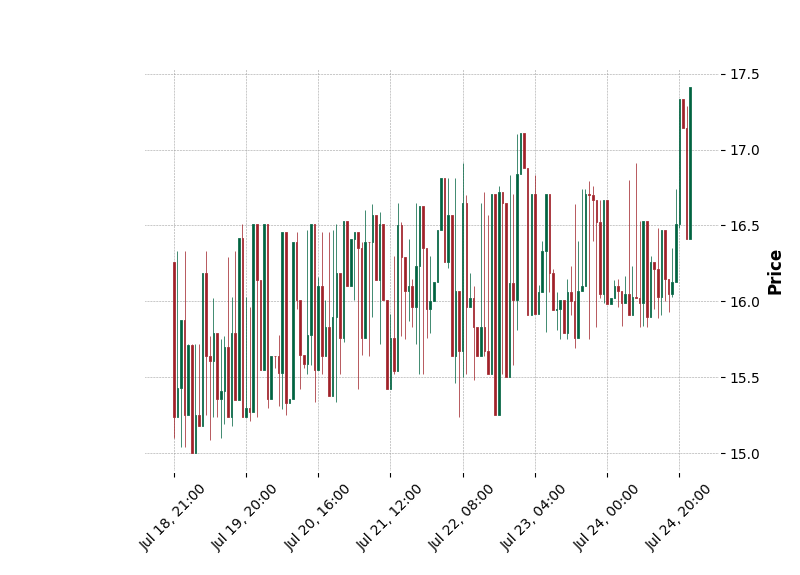 17.5
17.0
16.5
16.0
15.5
15.0
Price
Jul 18, 21:00
Jul 19, 20:00
Jul 20, 16:00
Jul 21, 12:00
Jul 22, 08:00
Jul 23, 04:00
Jul 24, 00:00
Jul 24, 20:00